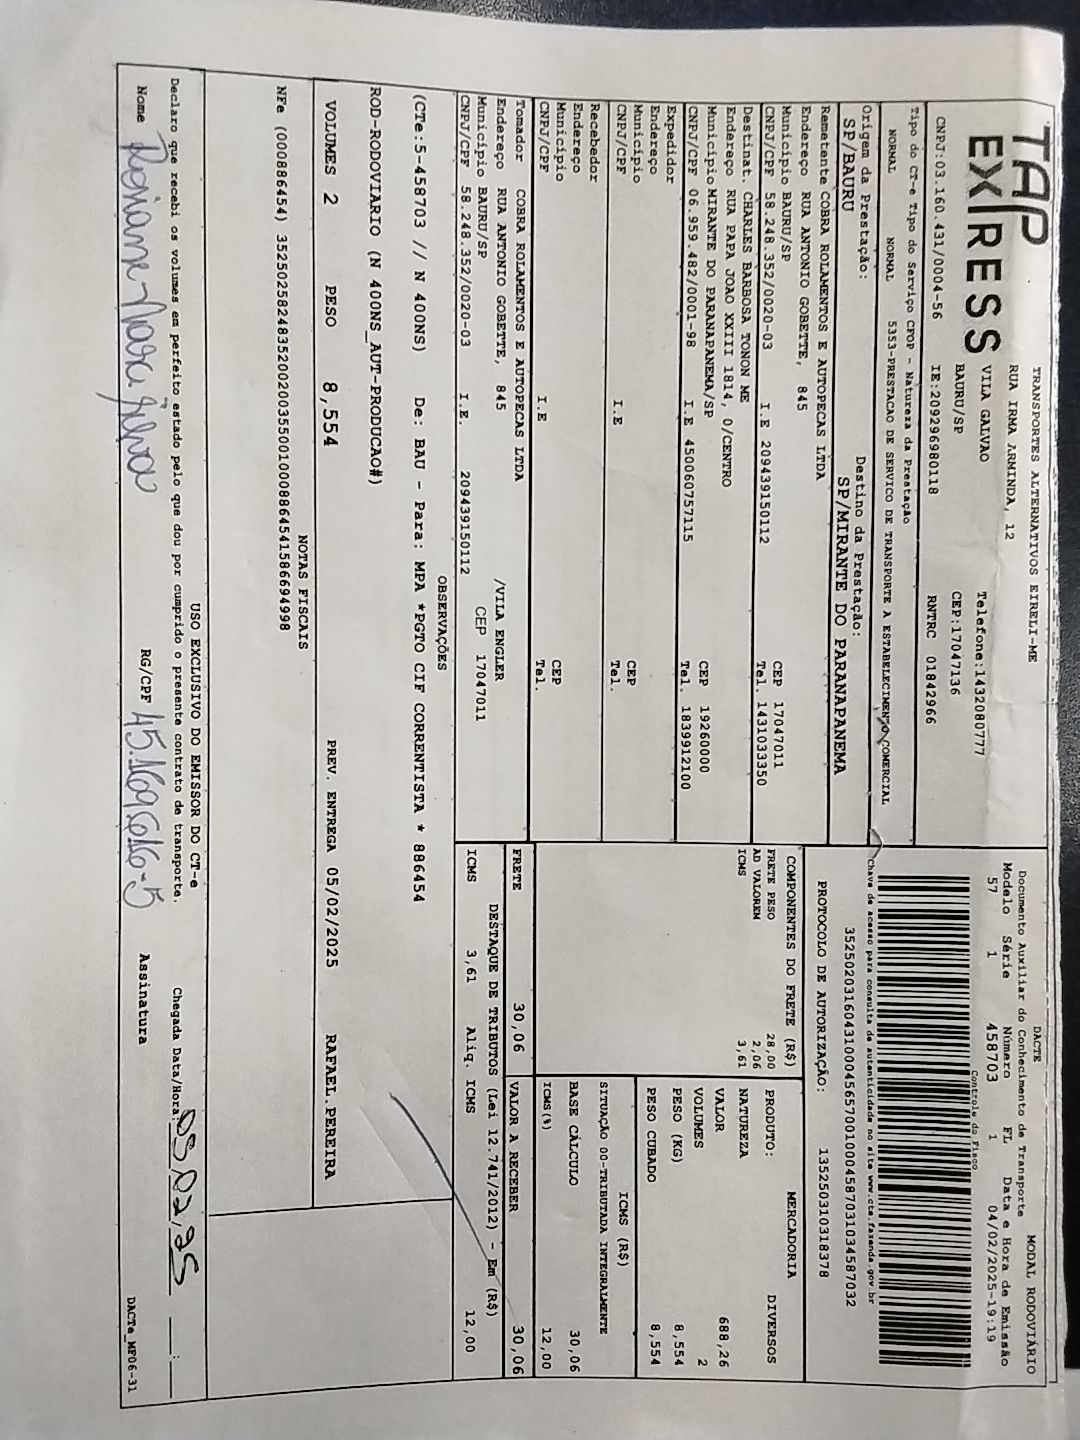 TAP
EXPRESS
TRANSPORTES ALTERNATIVOS EIRELI-ME
RUA IRMA ARMINDA, 12
VILA GALVAO Telefone:1432080777
BAURU/SP CEP:17047136
CNPJ:03.160.431/0004-56 IE:209296980118 RNTRC 01842966
Tipo do CT-e Tipo do Serviço CFOP - Natureza da Prestação
NORMAL NORMAL 5353-PRESTACAO DE SERVICO DE TRANSPORTE A ESTABELECIMENTO COMERCIAL
Origem da Prestação: Destino da Prestação:
SP/BAURU SP/MIRANTE DO PARANAPANEMA
DACTE MODAL RODOVIÁRIO
Documento Auxiliar do Conhecimento de Transporte
Modelo Série Número FL Data e Hora de Emissão
57 1 458703 1 04/02/2025-19:19
Controle do Fisco
Chave de acesso para consulta de autenticidade no site www.cte.fazenda.gov.br
35250203160431000456570010004587031034587032
PROTOCOLO DE AUTORIZAÇÃO: 135250310318378
Remetente COBRA ROLAMENTOS E AUTOPECAS LTDA
Endereço RUA ANTONIO GOBETTE, 845
Município BAURU/SP CEP 17047011
CNPJ/CPF 58.248.352/0020-03 I.E 209439150112 Tel. 1431033350
Destinat. CHARLES BARBOSA TONON ME
Endereço RUA PAPA JOAO XXIII 1814, 0/CENTRO
Município MIRANTE DO PARANAPANEMA/SP CEP 19260000
CNPJ/CPF 06.959.482/0001-98 I.E 450060757115 Tel. 1839912100
Expedidor
Endereço
Município CEP
CNPJ/CPF I.E Tel.
Recebedor
Endereço
Município CEP
CNPJ/CPF I.E Tel.
Tomador COBRA ROLAMENTOS E AUTOPECAS LTDA
Endereço RUA ANTONIO GOBETTE, 845 /VILA ENGLER
Município BAURU/SP CEP 17047011
CNPJ/CPF 58.248.352/0020-03 I.E. 209439150112
COMPONENTES DO FRETE (R$)
FRETE PESO 28,00
AD VALOREM 2,06
ICMS 3,61
MERCADORIA
PRODUTO: DIVERSOS
NATUREZA
VALOR 688,26
VOLUMES 2
PESO (KG) 8,554
PESO CUBADO 8,554
ICMS (R$)
SITUAÇÃO 00-TRIBUTADA INTEGRALMENTE
BASE CÁLCULO 30,06
ICMS(%) 12,00
FRETE 30,06 VALOR A RECEBER 30,06
DESTAQUE DE TRIBUTOS (Lei 12.741/2012) - Em (R$)
ICMS 3,61 Aliq. ICMS 12,00
OBSERVAÇÕES
(CTe:5-458703 // N 400NS) De: BAU - Para: MPA *PGTO CIF CORRENTISTA * 886454
ROD-RODOVIARIO (N 400NS_AUT-PRODUCAO#)
VOLUMES 2 PESO 8,554 PREV. ENTREGA 05/02/2025 RAFAEL.PEREIRA
NOTAS FISCAIS
NFe (000886454) 35250258248352002003550010008864541586694998
USO EXCLUSIVO DO EMISSOR DO CT-e
Declaro que recebi os volumes em perfeito estado pelo que dou por cumprido o presente contrato de transporte. Chegada Data/Hora: 05 02 25 :
Nome Silva RG/CPF Assinatura
DACTe_MF06-31